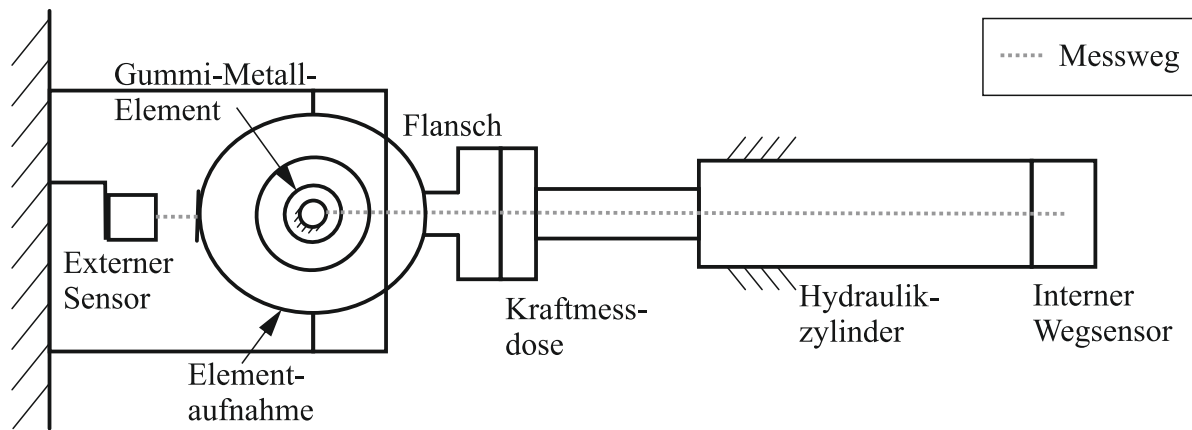 Messweg
Gummi-Metall-
Element
Flansch
Externer
Sensor
Kraftmess-
dose
Hydraulik-
zylinder
Interner
Wegsensor
Element-
aufnahme